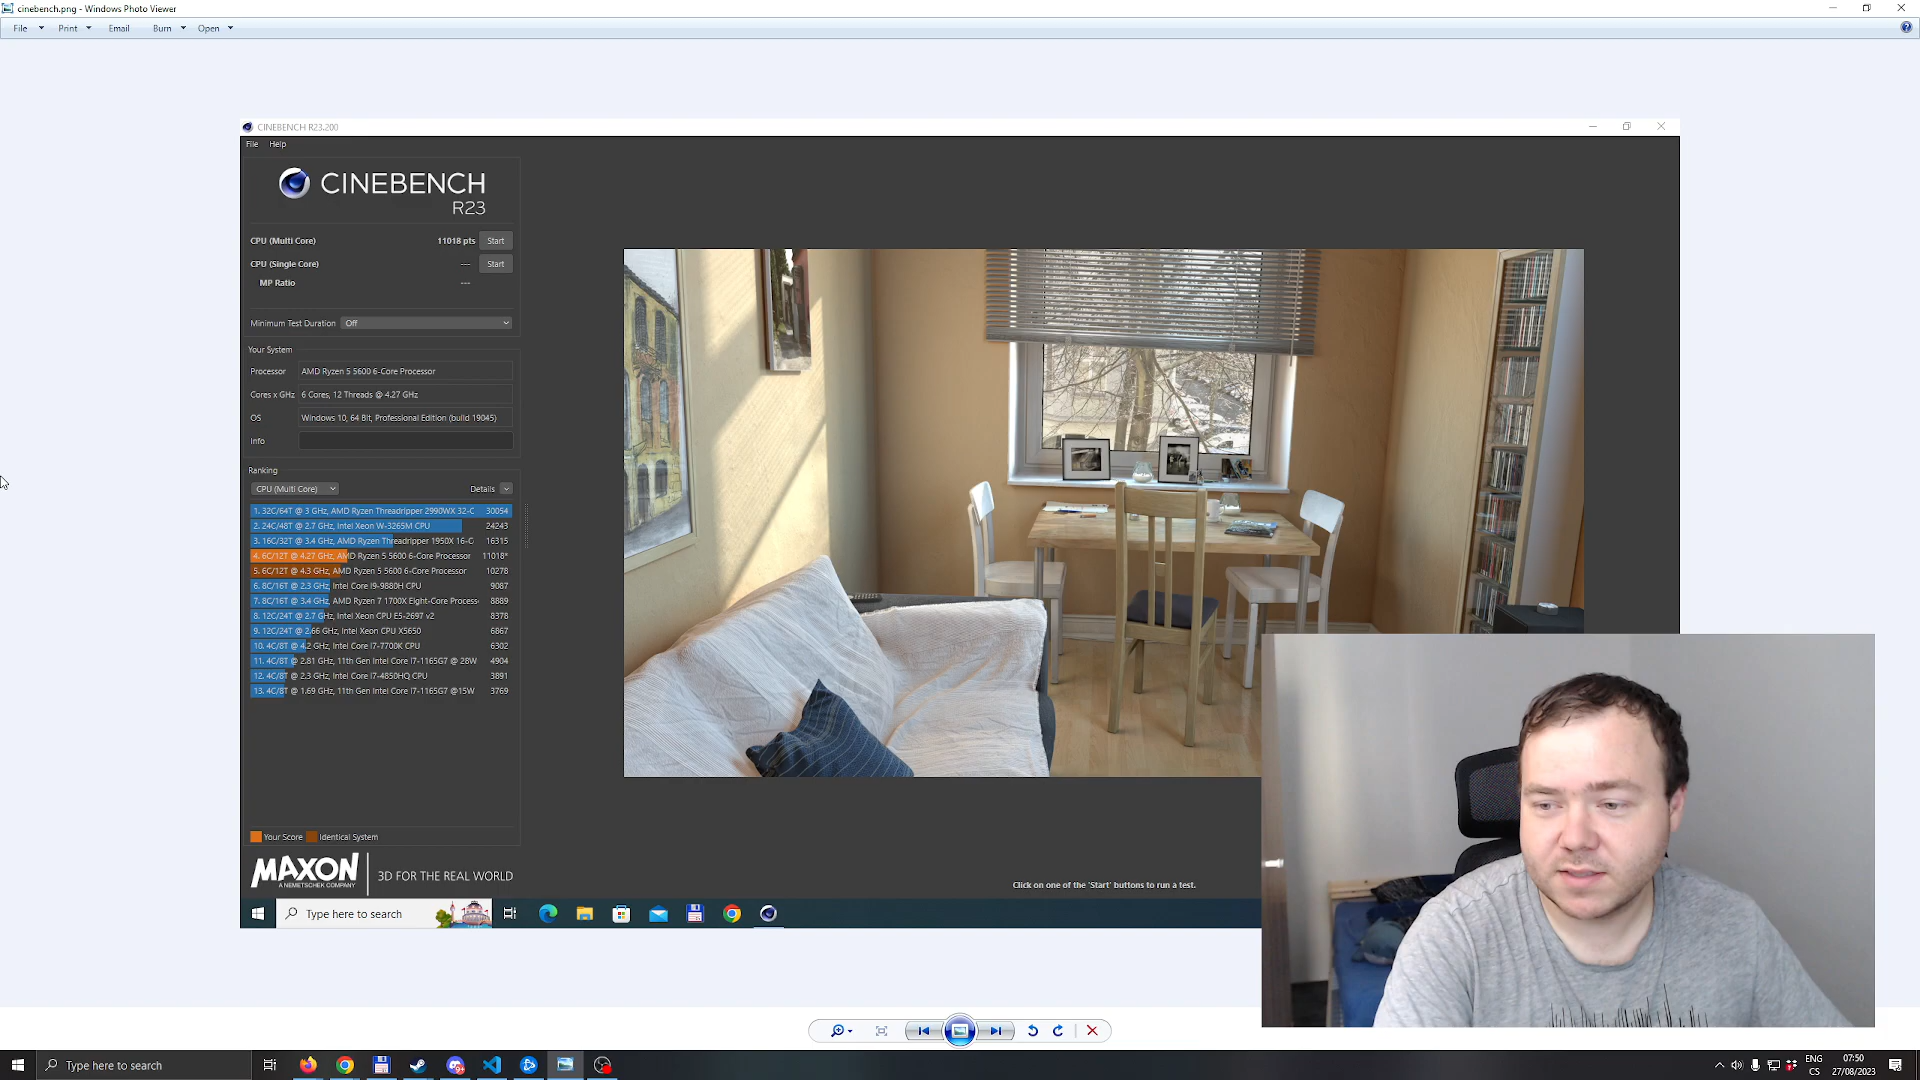 cinebench.png - Windows Photo Viewer
File Print Email Burn Open
CINEBENCH R23.200
File Help
CINEBENCH
R23
CPU (Multi Core) 11018 pts Start
CPU (Single Core) --- Start
MP Ratio ---
Minimum Test Duration Off
Your System
Processor AMD Ryzen 5 5600 6-Core Processor
Cores x GHz 6 Cores, 12 Threads @ 4.27 GHz
OS Windows 10, 64 Bit, Professional Edition (build 19045)
Info
Ranking
CPU (Multi Core) Details
1. 32C/64T @ 3 GHz, AMD Ryzen Threadripper 2990WX 32-C 30054
2. 24C/48T @ 2.7 GHz, Intel Xeon W-3265M CPU 24243
3. 16C/32T @ 3.4 GHz, AMD Ryzen Threadripper 1950X 16-C 16315
4. 6C/12T @ 4.27 GHz, AMD Ryzen 5 5600 6-Core Processor 11018*
5. 6C/12T @ 4.3 GHz, AMD Ryzen 5 5600 6-Core Processor 10278
6. 8C/16T @ 2.3 GHz, Intel Core I9-9880H CPU 9087
7. 8C/16T @ 3.4 GHz, AMD Ryzen 7 1700X Eight-Core Process 8889
8. 12C/24T @ 2.7 GHz, Intel Xeon CPU E5-2697 v2 8378
9. 12C/24T @ 2.66 GHz, Intel Xeon CPU X5650 6867
10. 4C/8T @ 4.2 GHz, Intel Core I7-7700K CPU 6302
11. 4C/8T @ 2.81 GHz, 11th Gen Intel Core I7-1165G7 @ 28W 4904
12. 4C/8T @ 2.3 GHz, Intel Core I7-4850HQ CPU 3891
13. 4C/8T @ 1.69 GHz, 11th Gen Intel Core I7-1165G7 @15W 3769
Your Score Identical System
MAXON 3D FOR THE REAL WORLD
A NEMETSCHEK COMPANY
Click on one of the 'Start' buttons to run a test.
Type here to search
Type here to search
ENG 07:50
CS 27/08/2023